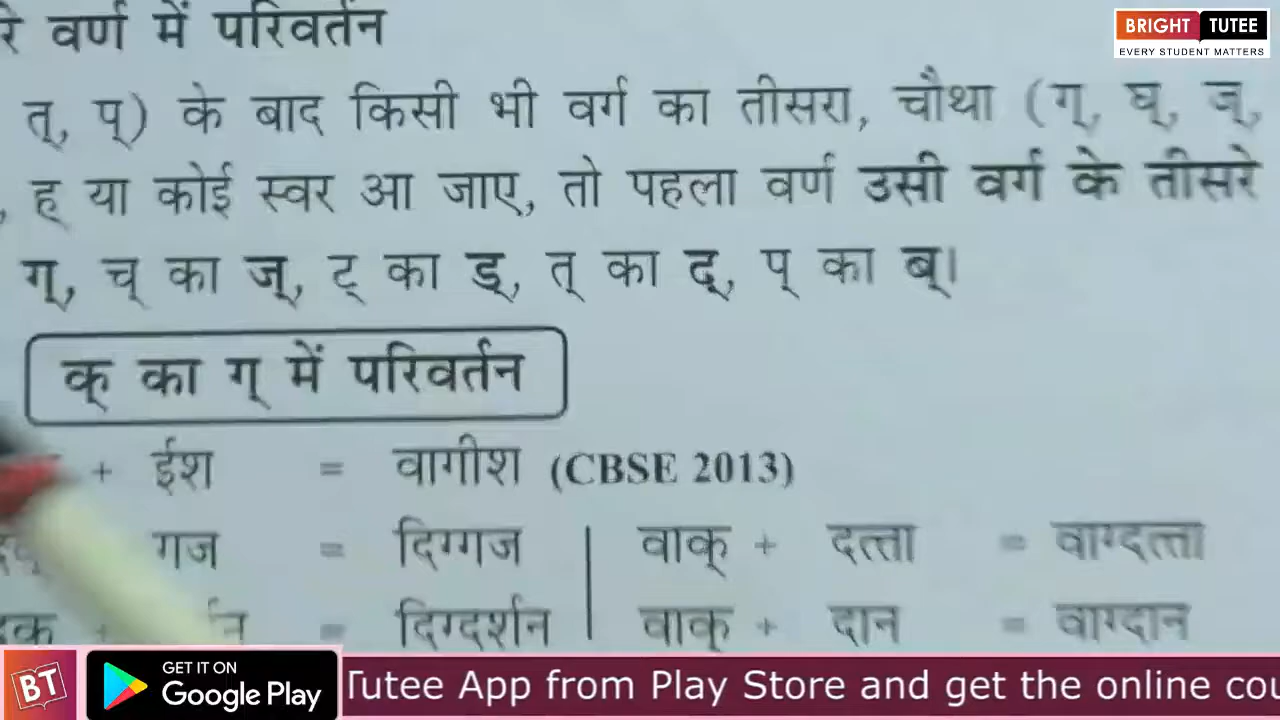 रे वर्ण में परिवर्तन
BRIGHT TUTEE
EVERY STUDENT MATTERS
त्, प्) के बाद किसी भी वर्ग का तीसरा, चौथा (ग्, घ्, ज्,
, ह् या कोई स्वर आ जाए, तो पहला वर्ण उसी वर्ग के तीसरे
ग्, च् का ज्, ट् का ड्, त् का द्, प् का ब्।
क् का ग् में परिवर्तन
+ ईश = वागीश (CBSE 2013)
गज = दिग्गज | वाक् + दत्ता = वाग्दत्ता
= दिग्दर्शन | वाक् + दान = वाग्दान
BT
GET IT ON
Google Play
Tutee App from Play Store and get the online cou